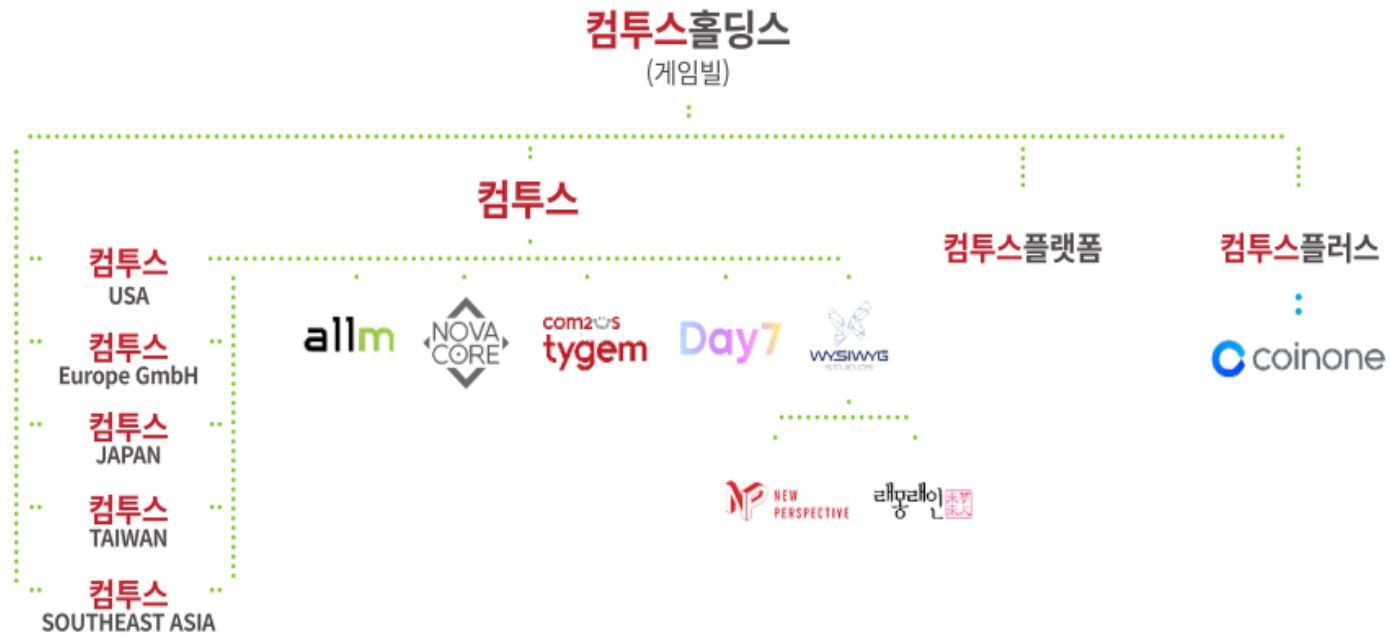 컴투스홀딩스
(게임빌)
컴투스
컴투스플랫폼
컴투스플러스
컴투스
USA
컴투스
Europe GmbH
컴투스
JAPAN
컴투스
TAIWAN
컴투스
SOUTHEAST ASIA
allm
NOVA
CORE
com2us
tygem
Day7
WYSIWYG
STUDIOS
coinone
NP NEW
PERSPECTIVE
래몽래인